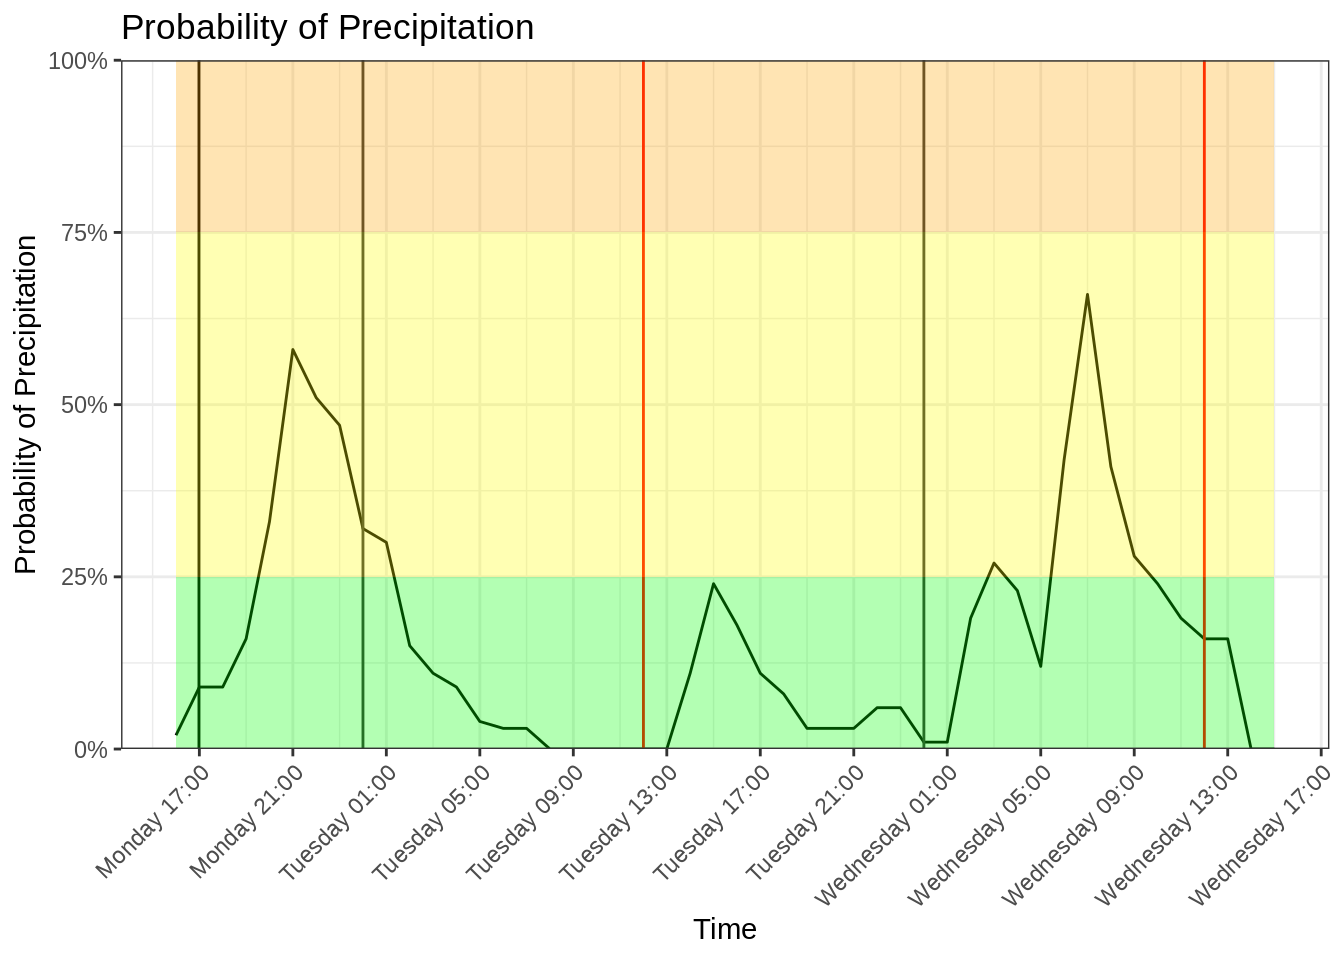 Probability of Precipitation
100%
75%
50%
25%
0%
Probability of Precipitation
Monday 17:00
Monday 21:00
Tuesday 01:00
Tuesday 05:00
Tuesday 09:00
Tuesday 13:00
Tuesday 17:00
Tuesday 21:00
Wednesday 01:00
Wednesday 05:00
Wednesday 09:00
Wednesday 13:00
Wednesday 17:00
Time